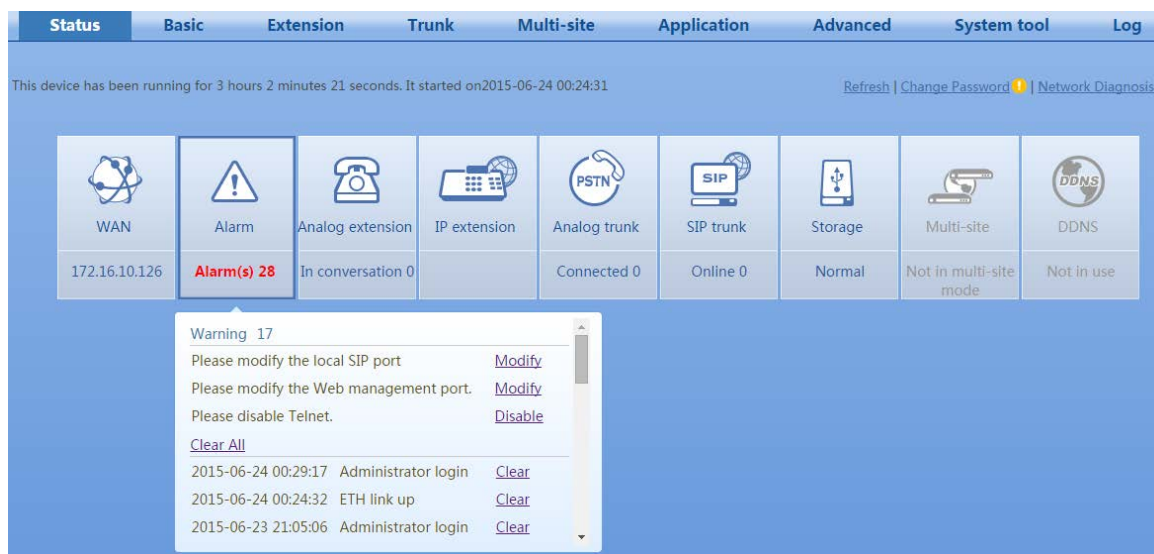 Status Basic Extension Trunk Multi-site Application Advanced System tool Log
This device has been running for 3 hours 2 minutes 21 seconds. It started on2015-06-24 00:24:31
Refresh | Change Password ! | Network Diagnosis
PSTN SIP DDNS
WAN Alarm Analog extension IP extension Analog trunk SIP trunk Storage Multi-site DDNS
172.16.10.126 Alarm(s) 28 In conversation 0 Connected 0 Online 0 Normal Not in multi-site mode Not in use
Warning 17
Please modify the local SIP port Modify
Please modify the Web management port. Modify
Please disable Telnet. Disable
Clear All
2015-06-24 00:29:17 Administrator login Clear
2015-06-24 00:24:32 ETH link up Clear
2015-06-23 21:05:06 Administrator login Clear